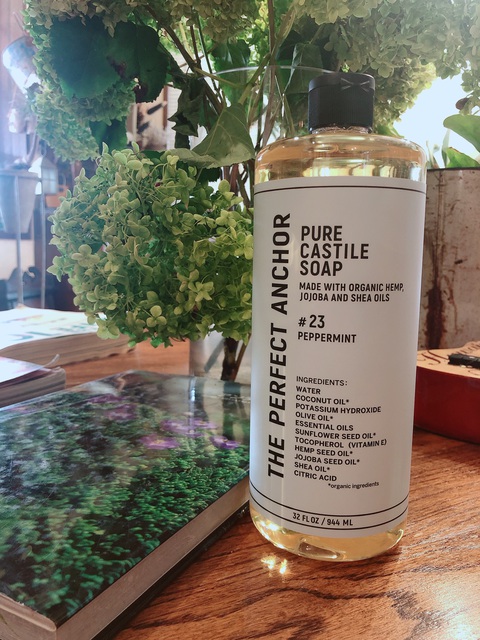 THE PERFECT ANCHOR
PURE
CASTILE
SOAP
MADE WITH ORGANIC HEMP,
JOJOBA AND SHEA OILS
#23
PEPPERMINT
INGREDIENTS:
WATER
COCONUT OIL*
POTASSIUM HYDROXIDE
OLIVE OIL*
ESSENTIAL OILS
SUNFLOWER SEED OIL*
TOCOPHEROL (VITAMIN E)
HEMP SEED OIL*
JOJOBA SEED OIL*
SHEA OIL*
CITRIC ACID
*organic ingredients
32 FL OZ / 944 ML